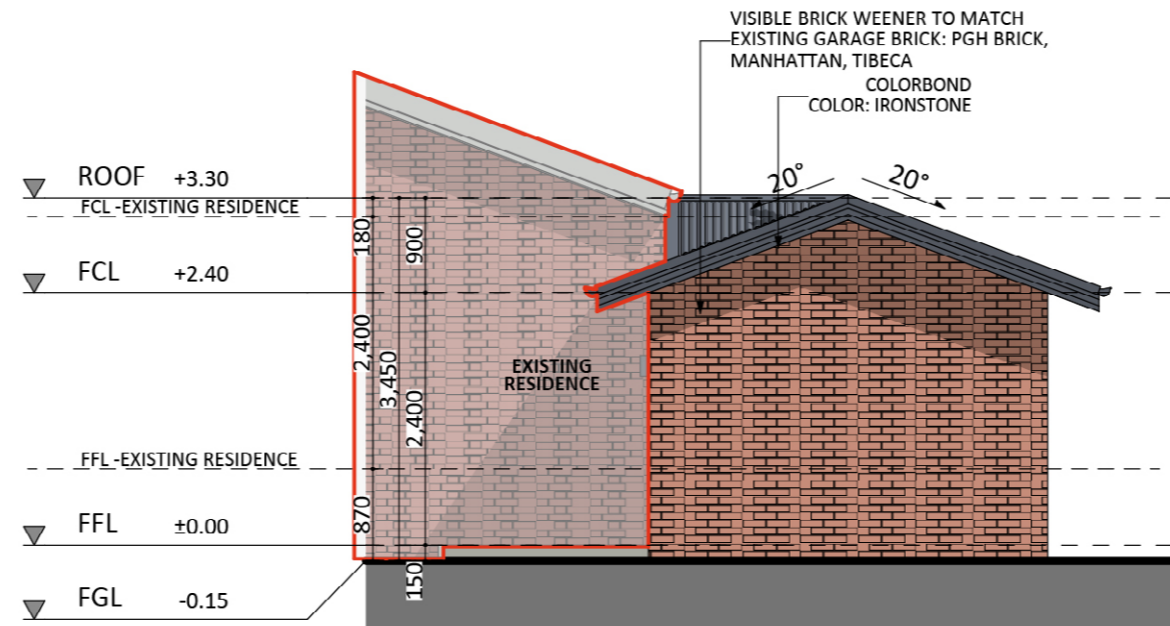 VISIBLE BRICK WEENER TO MATCH
EXISTING GARAGE BRICK: PGH BRICK,
MANHATTAN, TIBECA
COLORBOND
COLOR: IRONSTONE
20°
20°
ROOF +3.30
FCL -EXISTING RESIDENCE
180
900
FCL +2.40
2,400
3,450
2,400
EXISTING
RESIDENCE
FFL -EXISTING RESIDENCE
870
FFL ±0.00
150
FGL -0.15